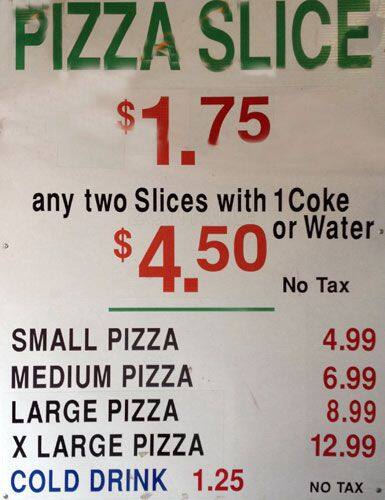 PIZZA SLICE
$1.75
any two Slices with 1 Coke
or Water
$4.50
No Tax
SMALL PIZZA 4.99
MEDIUM PIZZA 6.99
LARGE PIZZA 8.99
X LARGE PIZZA 12.99
COLD DRINK 1.25 NO TAX